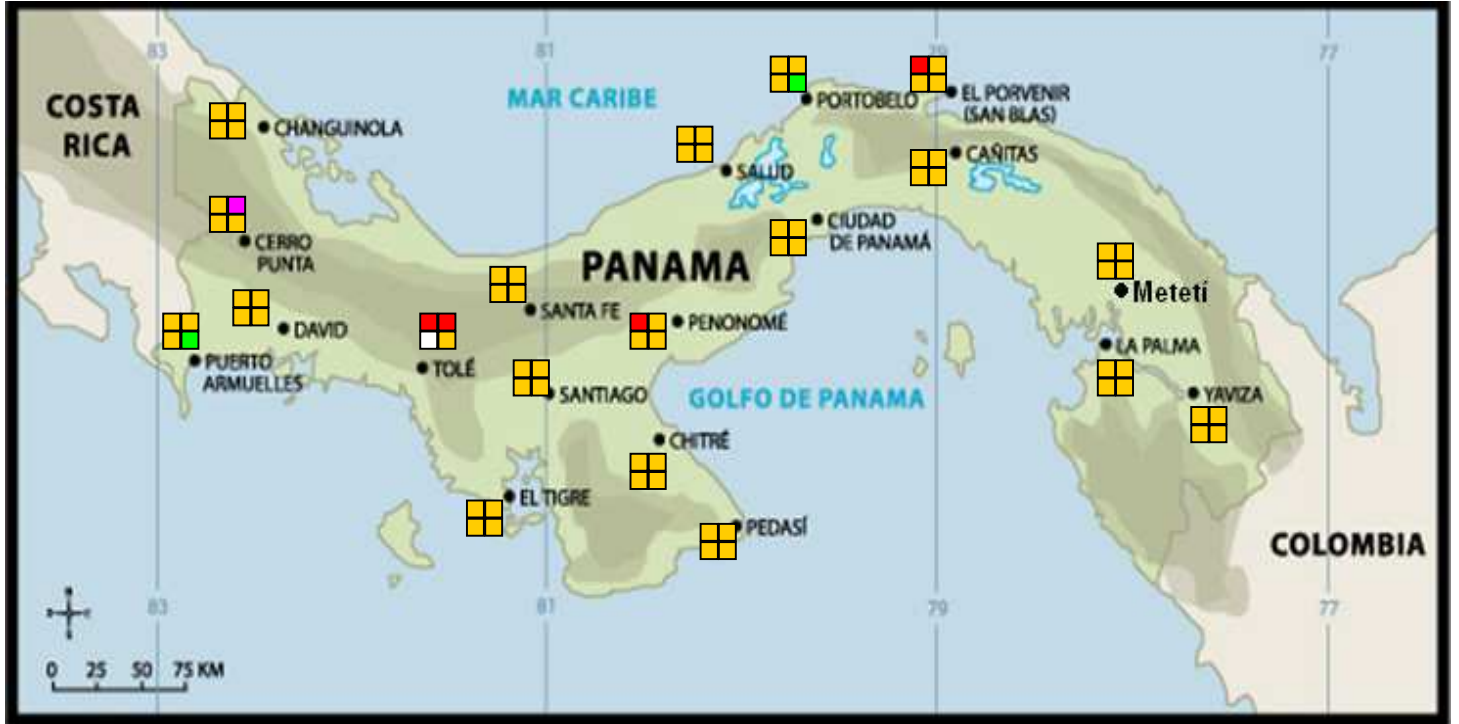 83
81
79
77
COSTA
RICA
MAR CARIBE
PORTOBELO
EL PORVENIR
(SAN BLAS)
CHANGUINOLA
CAÑITAS
SALUD
CIUDAD
DE PANAMÁ
CERRO
PUNTA
PANAMA
Metetí
SANTA FE
PENONOMÉ
DAVID
LA PALMA
PUERTO
ARMUELLES
TOLÉ
SANTIAGO
GOLFO DE PANAMA
YAVIZA
CHITRÉ
EL TIGRE
PEDASÍ
COLOMBIA
83
81
79
77
0 25 50 75 KM